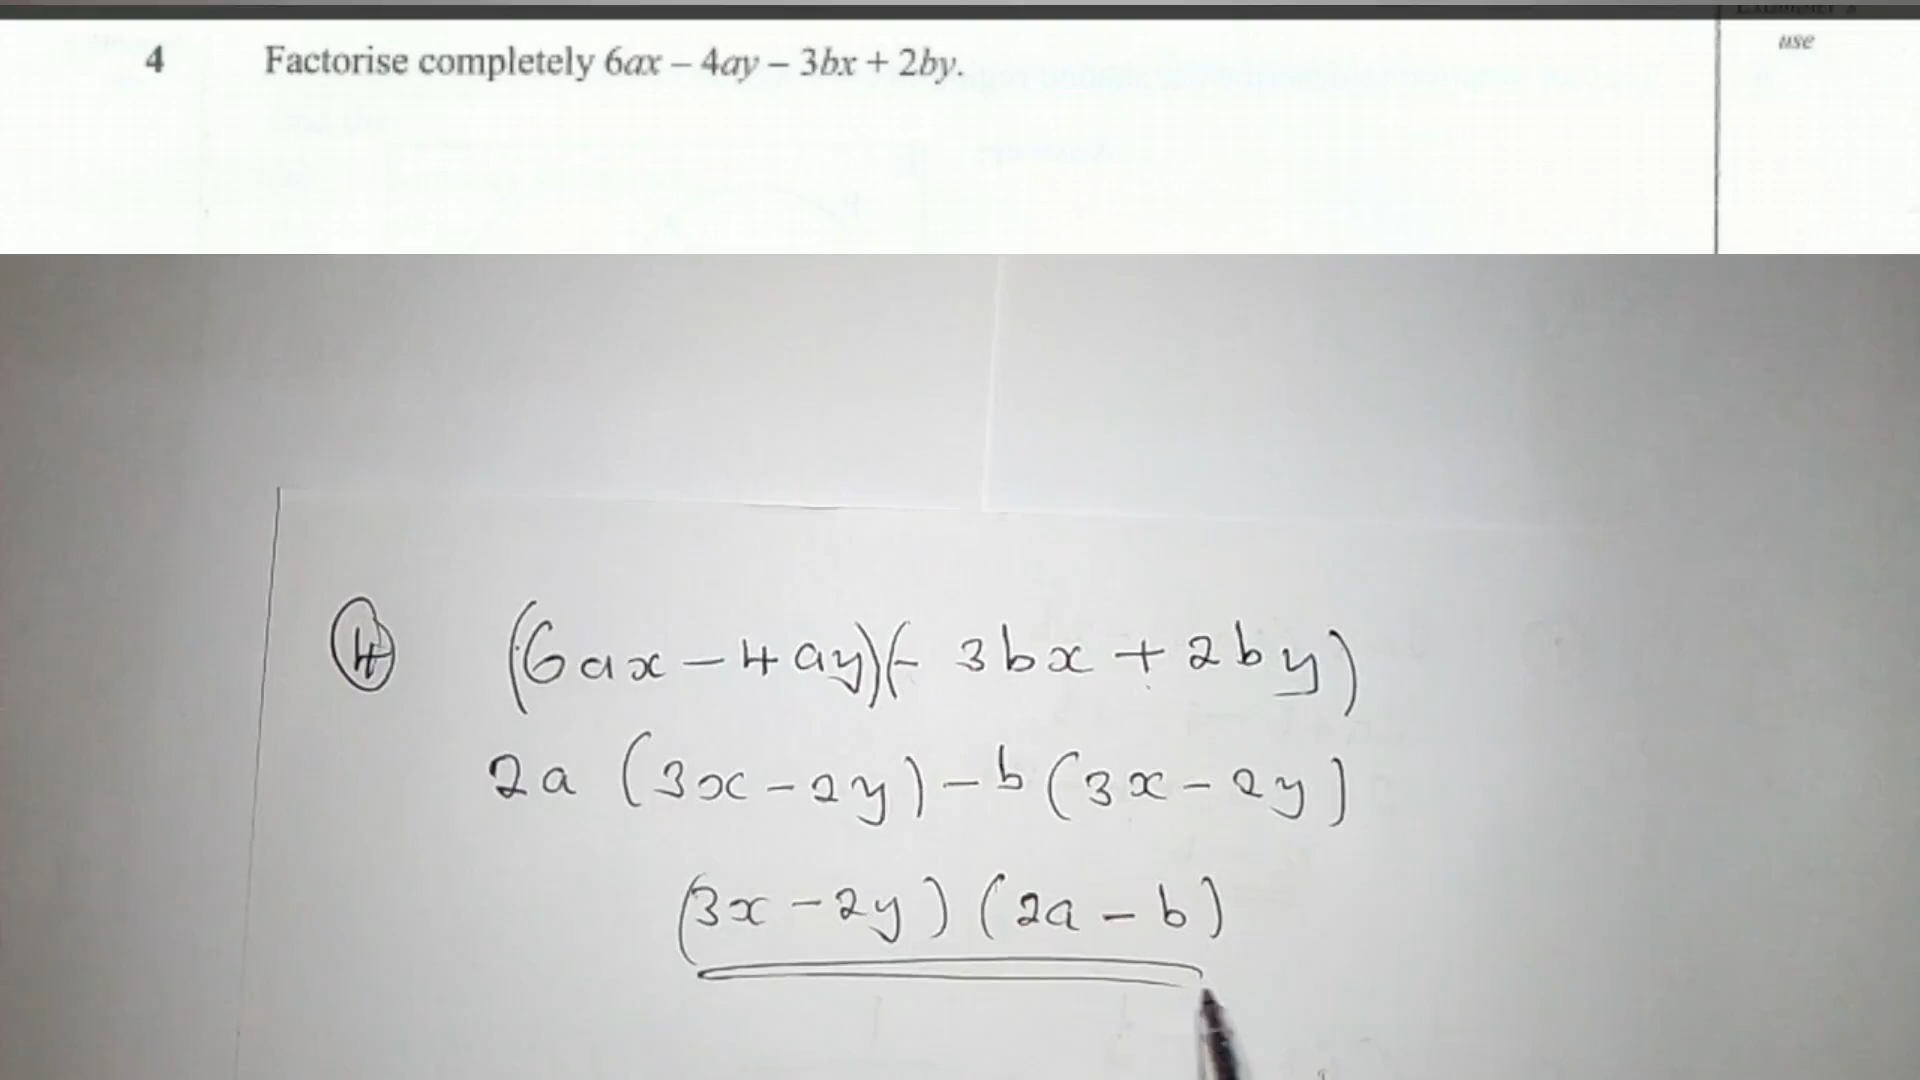 use
4 Factorise completely 6ax – 4ay – 3bx + 2by.
4 (6ax – 4ay)(– 3bx + 2by)
2a (3x – 2y) – b (3x – 2y)
(3x – 2y) (2a – b)